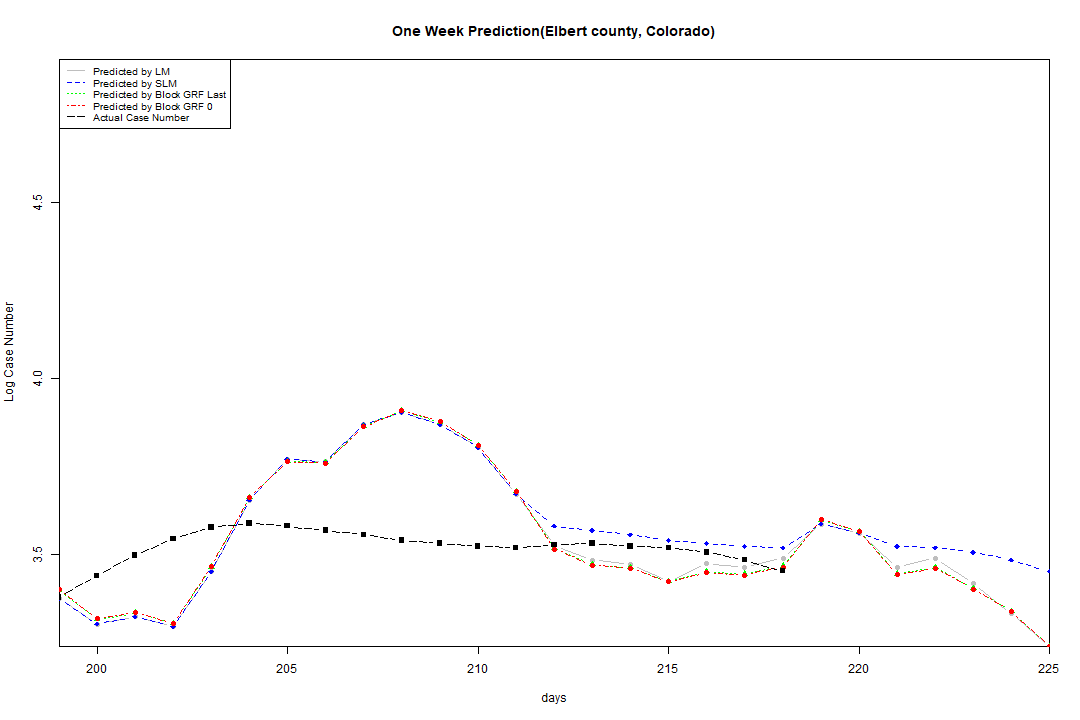 One Week Prediction(Elbert county, Colorado)
Predicted by LM
Predicted by SLM
Predicted by Block GRF Last
Predicted by Block GRF 0
Actual Case Number
4.5
4.0
3.5
Log Case Number
200 205 210 215 220 225
days